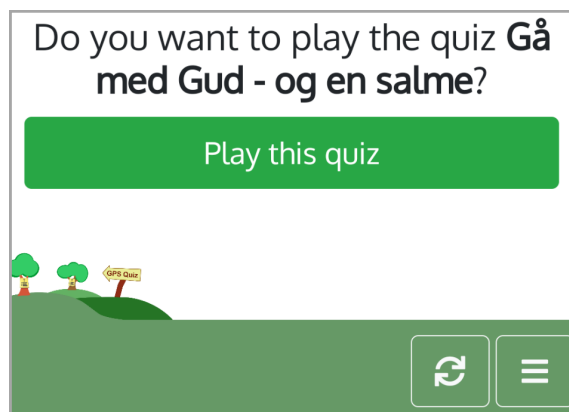 Do you want to play the quiz Gå
med Gud - og en salme?
Play this quiz
GPS Quiz